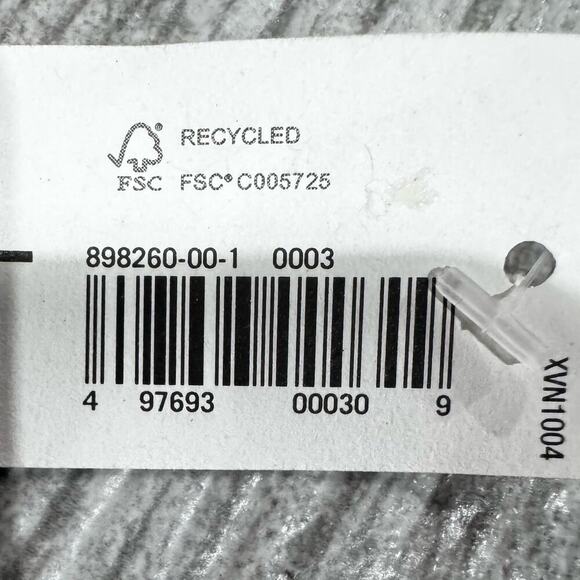 RECYCLED
FSC FSC® C005725
898260-00-1 0003
4 97693 00030 9
XVN1004